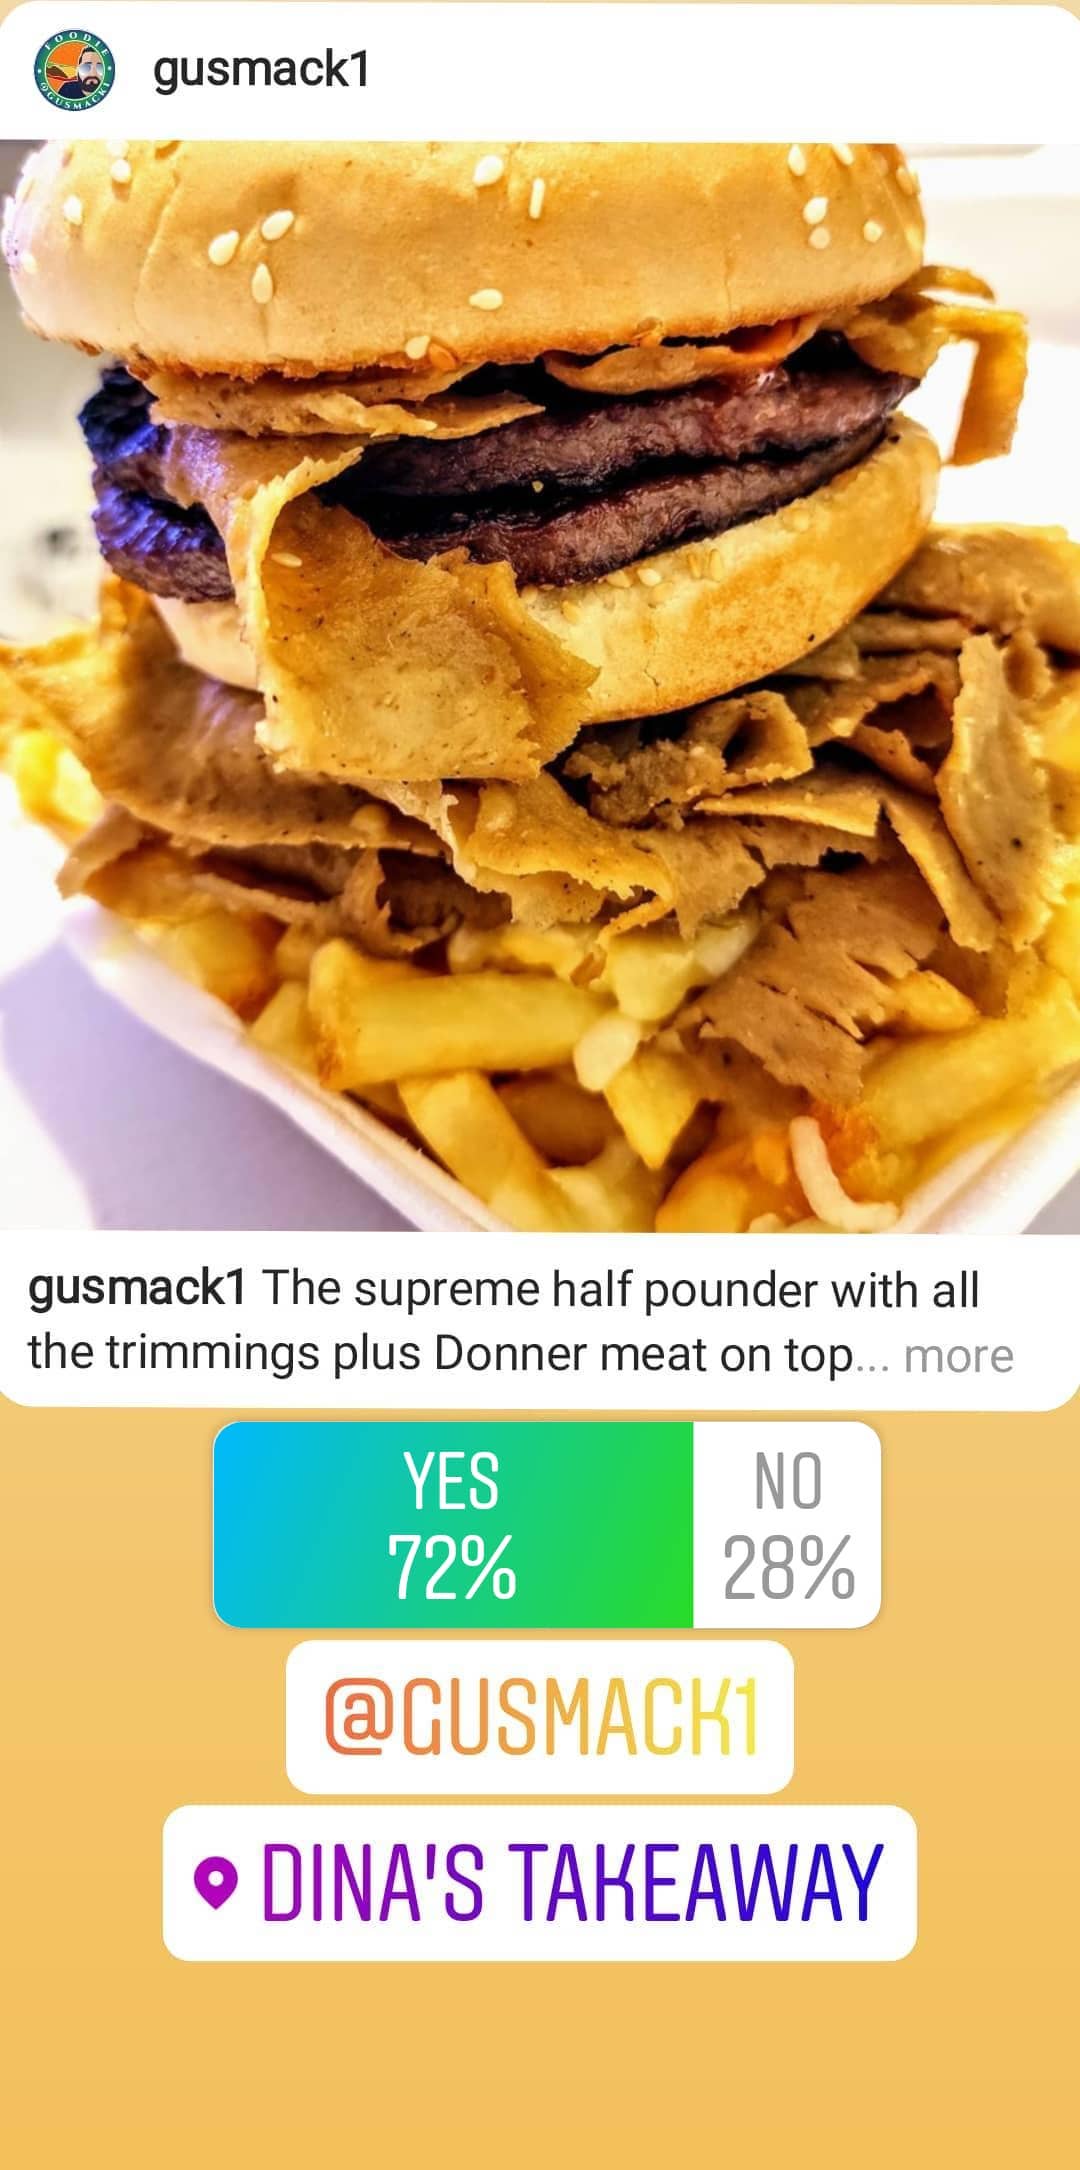 FOODIE
@GUSMACK1
gusmack1
gusmack1 The supreme half pounder with all
the trimmings plus Donner meat on top... more
YES
NO
72%
28%
@GUSMACK1
DINA'S TAKEAWAY